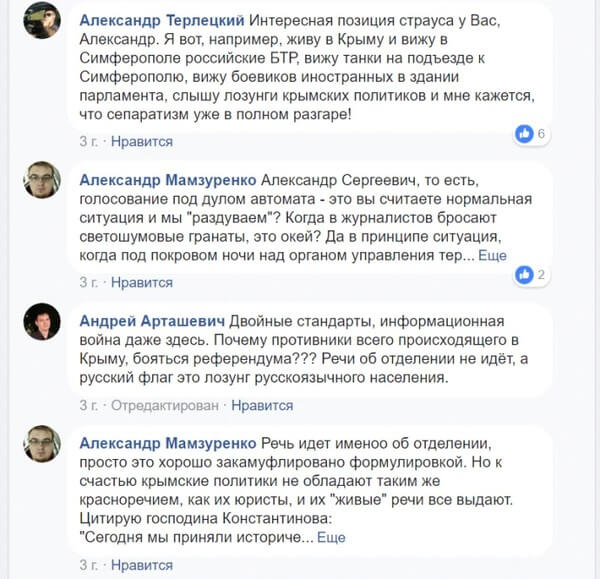 Александр Терлецкий Интересная позиция страуса у Вас,
Александр. Я вот, например, живу в Крыму и вижу в
Симферополе российские БТР, вижу танки на подъезде к
Симферополю, вижу боевиков иностранных в здании
парламента, слышу лозунги крымских политиков и мне кажется,
что сепаратизм уже в полном разгаре!
6
3 г. · Нравится
Александр Мамзуренко Александр Сергеевич, то есть,
голосование под дулом автомата - это вы считаете нормальная
ситуация и мы "раздуваем"? Когда в журналистов бросают
светошумовые гранаты, это окей? Да в принципе ситуация,
когда под покровом ночи над органом управления тер... Еще
2
3 г. · Нравится
Андрей Арташевич Двойные стандарты, информационная
война даже здесь. Почему противники всего происходящего в
Крыму, бояться референдума??? Речи об отделении не идёт, а
русский флаг это лозунг русскоязычного населения.
3 г. · Отредактирован · Нравится
Александр Мамзуренко Речь идет именоо об отделении,
просто это хорошо закамуфлировано формулировкой. Но к
счастью крымские политики не обладают таким же
красноречием, как их юристы, и их "живые" речи все выдают.
Цитирую господина Константинова:
"Сегодня мы приняли историче... Еще
3 г. · Нравится